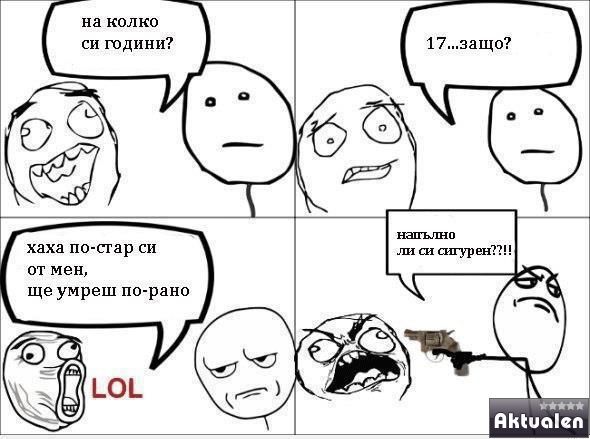 на колко
си години?
17...защо?
хаха по-стар си
от мен,
ще умреш по-рано
LOL
напълно
ли си сигурен??!!
Aktualen